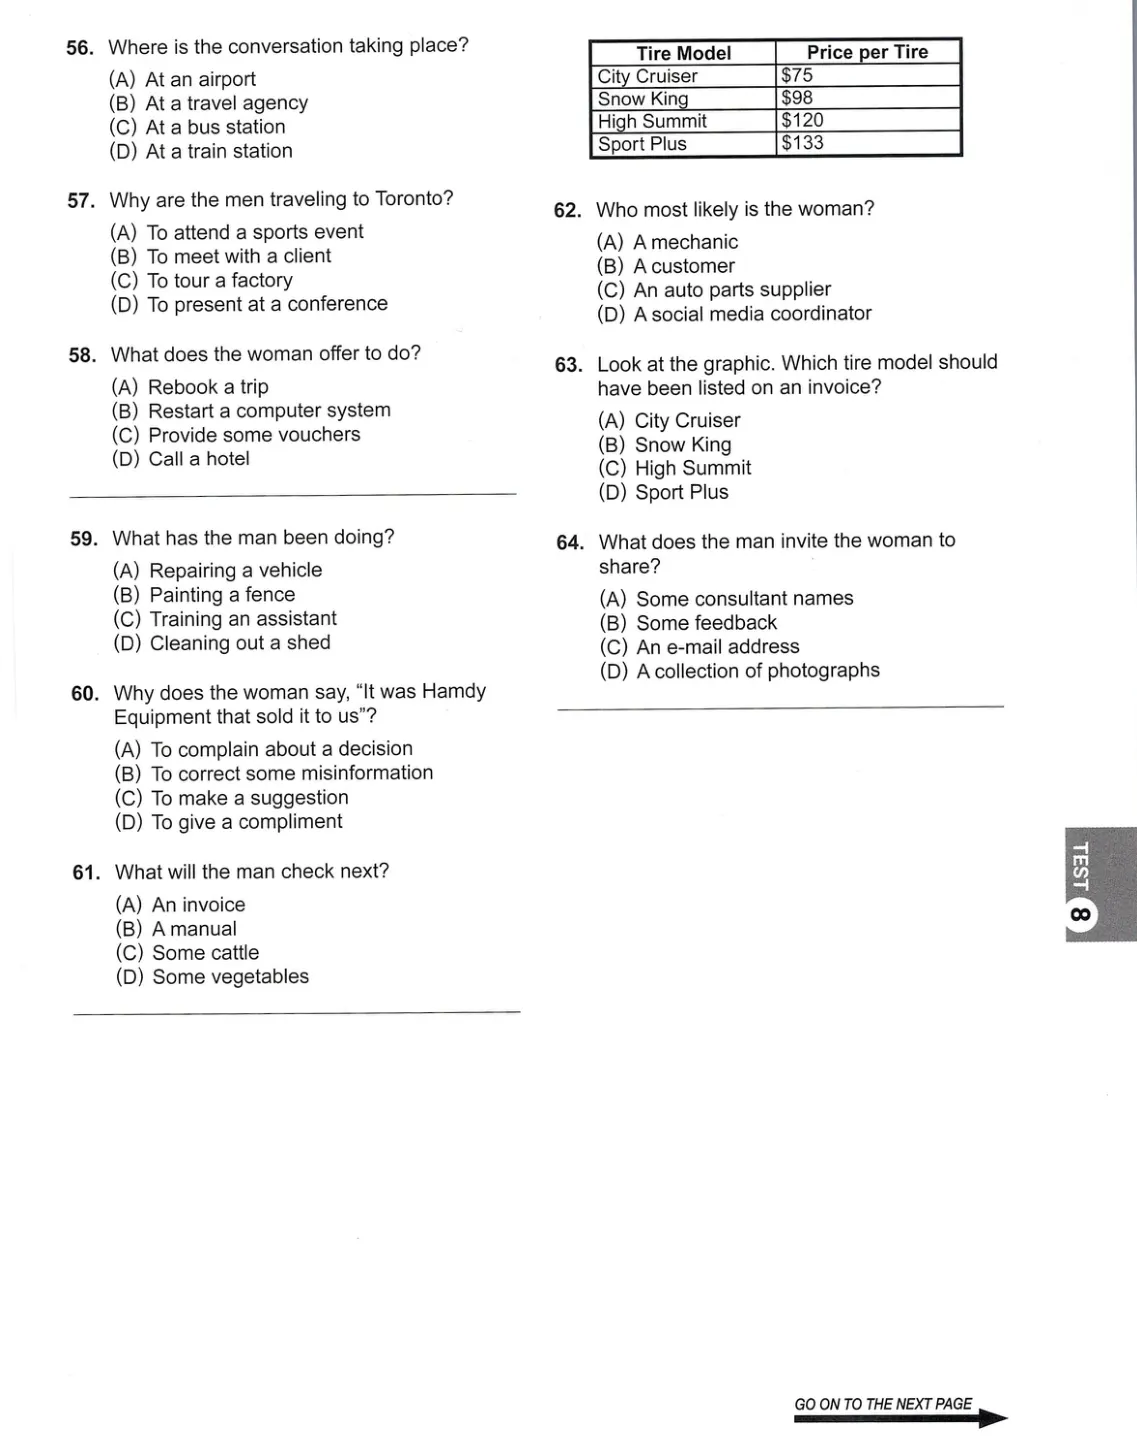 56. Where is the conversation taking place?
(A) At an airport
(B) At a travel agency
(C) At a bus station
(D) At a train station
57. Why are the men traveling to Toronto?
(A) To attend a sports event
(B) To meet with a client
(C) To tour a factory
(D) To present at a conference
58. What does the woman offer to do?
(A) Rebook a trip
(B) Restart a computer system
(C) Provide some vouchers
(D) Call a hotel
59. What has the man been doing?
(A) Repairing a vehicle
(B) Painting a fence
(C) Training an assistant
(D) Cleaning out a shed
60. Why does the woman say, “It was Hamdy
Equipment that sold it to us”?
(A) To complain about a decision
(B) To correct some misinformation
(C) To make a suggestion
(D) To give a compliment
61. What will the man check next?
(A) An invoice
(B) A manual
(C) Some cattle
(D) Some vegetables
Tire Model Price per Tire
City Cruiser $75
Snow King $98
High Summit $120
Sport Plus $133
62. Who most likely is the woman?
(A) A mechanic
(B) A customer
(C) An auto parts supplier
(D) A social media coordinator
63. Look at the graphic. Which tire model should
have been listed on an invoice?
(A) City Cruiser
(B) Snow King
(C) High Summit
(D) Sport Plus
64. What does the man invite the woman to
share?
(A) Some consultant names
(B) Some feedback
(C) An e-mail address
(D) A collection of photographs
TEST 8
GO ON TO THE NEXT PAGE